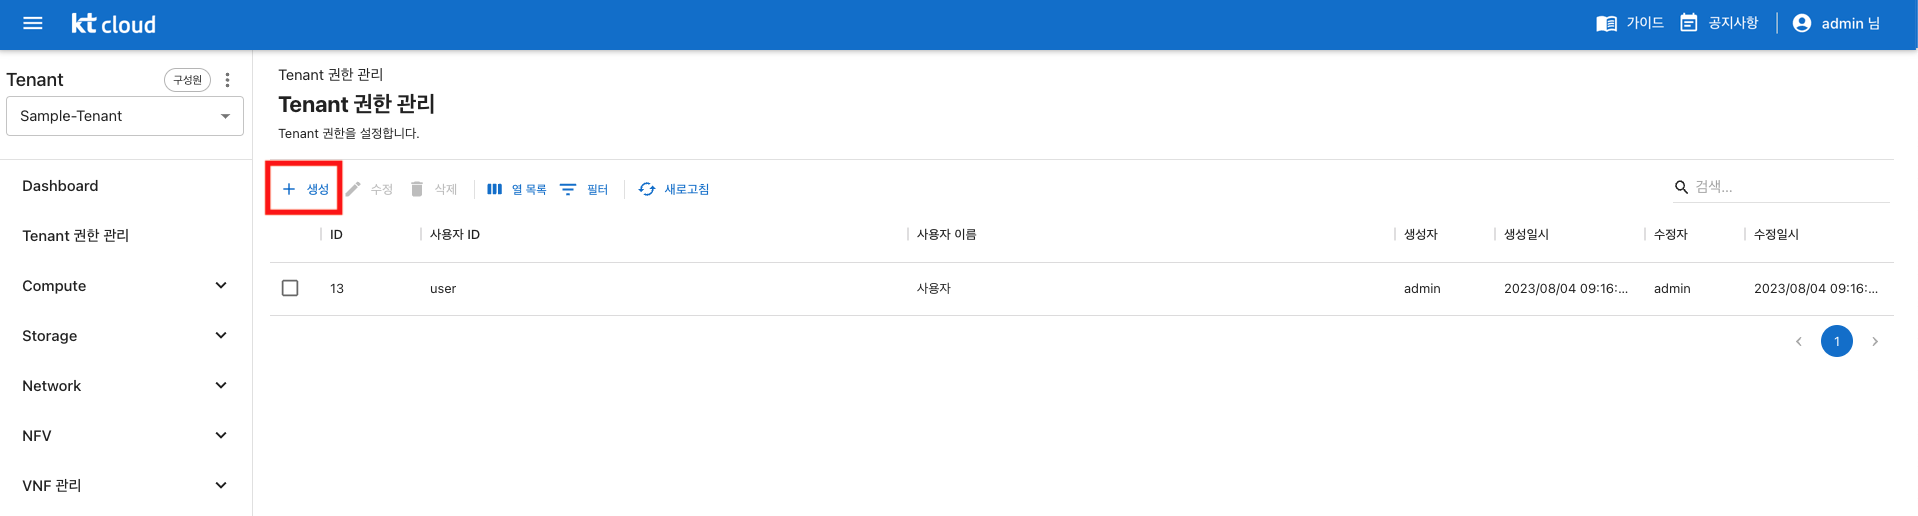 kt cloud
가이드
공지사항
admin 님
Tenant
구성원
Sample-Tenant
Dashboard
Tenant 권한 관리
Compute
Storage
Network
NFV
VNF 관리
Tenant 권한 관리
Tenant 권한 관리
Tenant 권한을 설정합니다.
생성 수정 삭제 열 목록 필터 새로고침
검색...
ID 사용자 ID 사용자 이름 생성자 생성일시 수정자 수정일시
13 user 사용자 admin 2023/08/04 09:16:... admin 2023/08/04 09:16:...
1